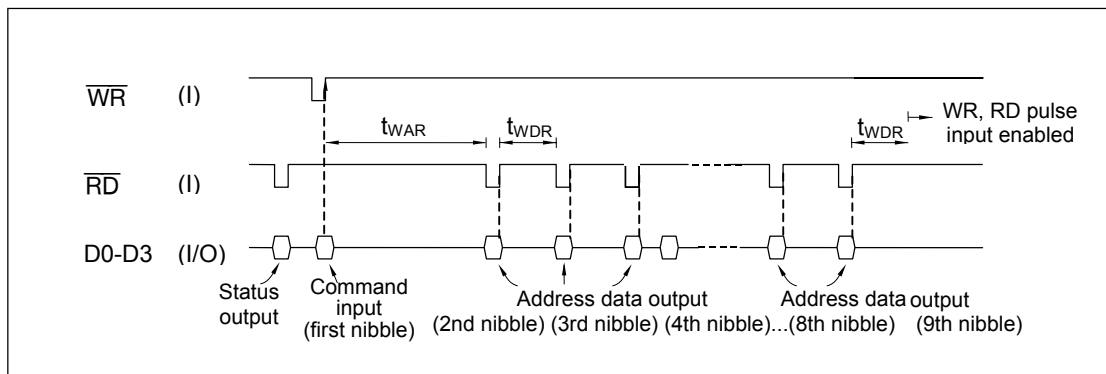 WR (I)
tWAR
tWDR
tWDR
WR, RD pulse
input enabled
RD (I)
D0-D3 (I/O)
Status
output
Command
input
(first nibble)
Address data output
(2nd nibble) (3rd nibble) (4th nibble)...(8th nibble) (9th nibble)
Address data output